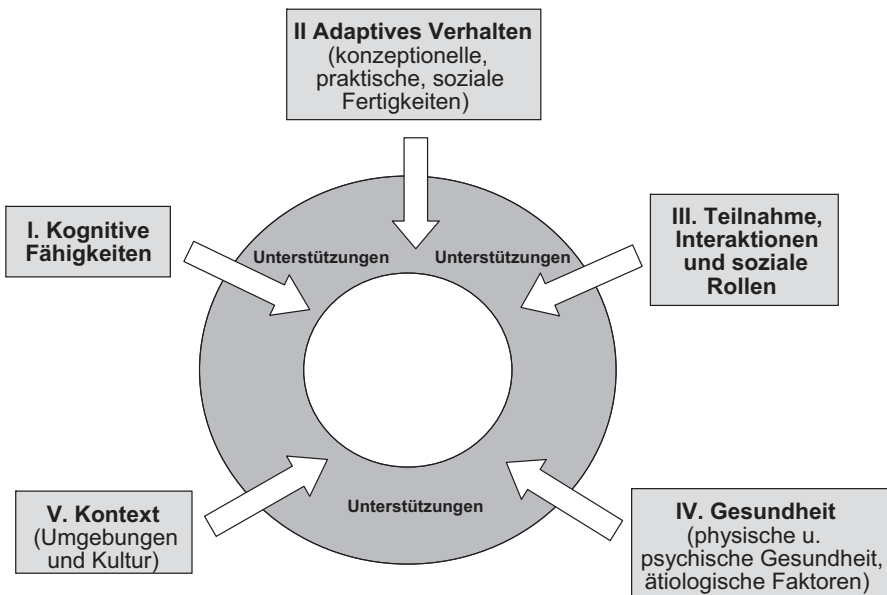 II Adaptives Verhalten
(konzeptionelle,
praktische, soziale
Fertigkeiten)
I. Kognitive
Fähigkeiten
III. Teilnahme,
Interaktionen
und soziale
Rollen
Unterstützungen
Unterstützungen
Unterstützungen
V. Kontext
(Umgebungen
und Kultur)
IV. Gesundheit
(physische u.
psychische Gesundheit,
ätiologische Faktoren)